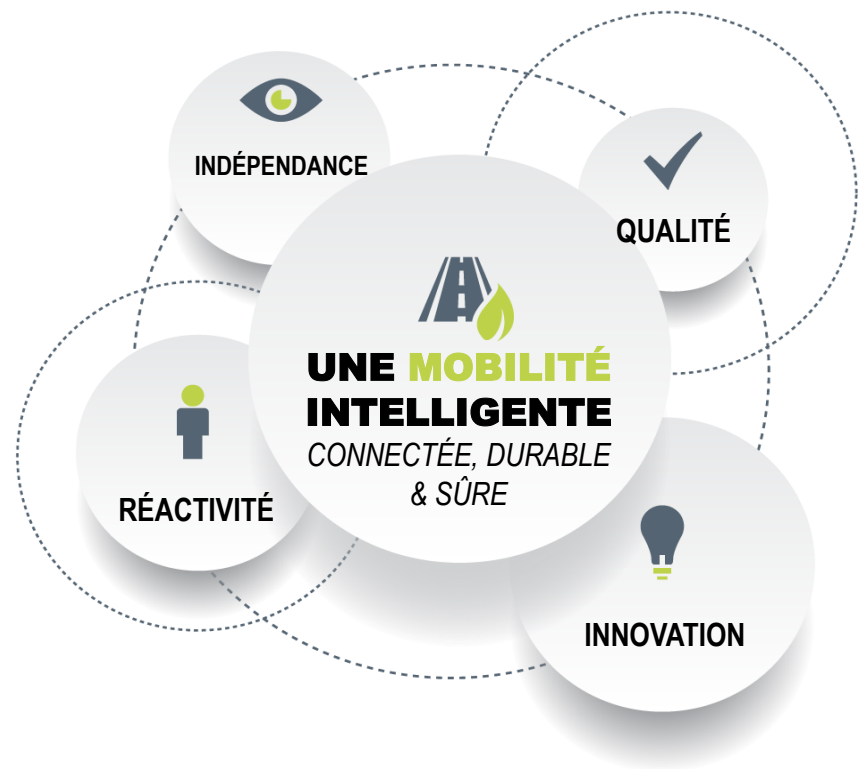 INDÉPENDANCE
QUALITÉ
UNE MOBILITÉ
INTELLIGENTE
CONNECTÉE, DURABLE
& SÛRE
RÉACTIVITÉ
INNOVATION